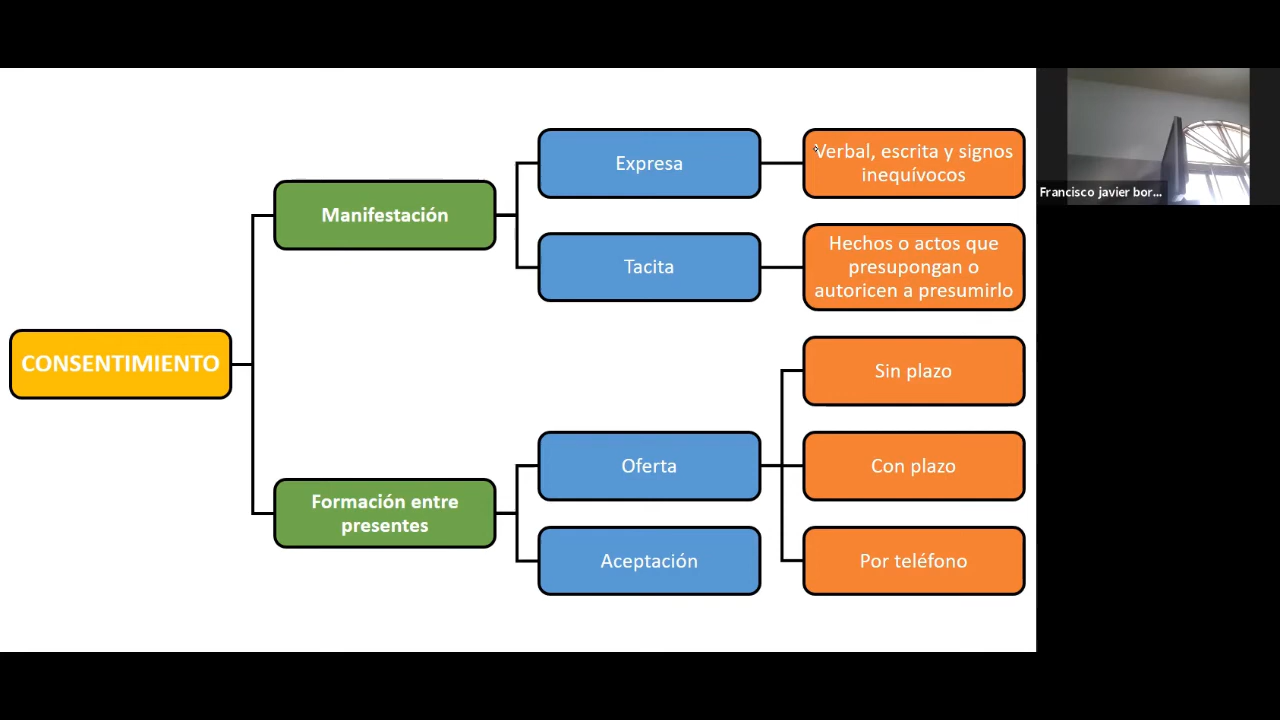 CONSENTIMIENTO
Manifestación
Expresa
Verbal, escrita y signos
inequívocos
Tacita
Hechos o actos que
presupongan o
autoricen a presumirlo
Formación entre
presentes
Oferta
Sin plazo
Con plazo
Por teléfono
Aceptación
Francisco javier bor...